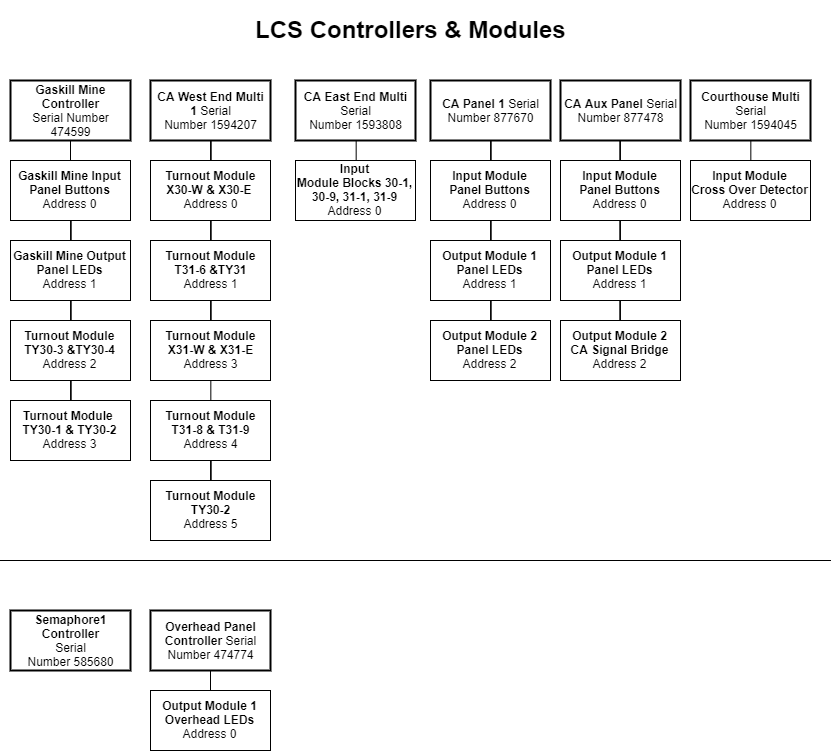 LCS Controllers & Modules
Gaskill Mine
Controller
Serial Number
474599
Gaskill Mine Input
Panel Buttons
Address 0
Gaskill Mine Output
Panel LEDs
Address 1
Turnout Module
TY30-3 &TY30-4
Address 2
Turnout Module
TY30-1 & TY30-2
Address 3
CA West End Multi
1 Serial
Number 1594207
Turnout Module
X30-W & X30-E
Address 0
Turnout Module
T31-6 &TY31
Address 1
Turnout Module
X31-W & X31-E
Address 3
Turnout Module
T31-8 & T31-9
Address 4
Turnout Module
TY30-2
Address 5
CA East End Multi
Serial
Number 1593808
Input
Module Blocks 30-1,
30-9, 31-1, 31-9
Address 0
CA Panel 1 Serial
Number 877670
Input Module
Panel Buttons
Address 0
Output Module 1
Panel LEDs
Address 1
Output Module 2
Panel LEDs
Address 2
CA Aux Panel Serial
Number 877478
Input Module
Panel Buttons
Address 0
Output Module 1
Panel LEDs
Address 1
Output Module 2
CA Signal Bridge
Address 2
Courthouse Multi
Serial
Number 1594045
Input Module
Cross Over Detector
Address 0
Semaphore1
Controller
Serial
Number 585680
Overhead Panel
Controller Serial
Number 474774
Output Module 1
Overhead LEDs
Address 0